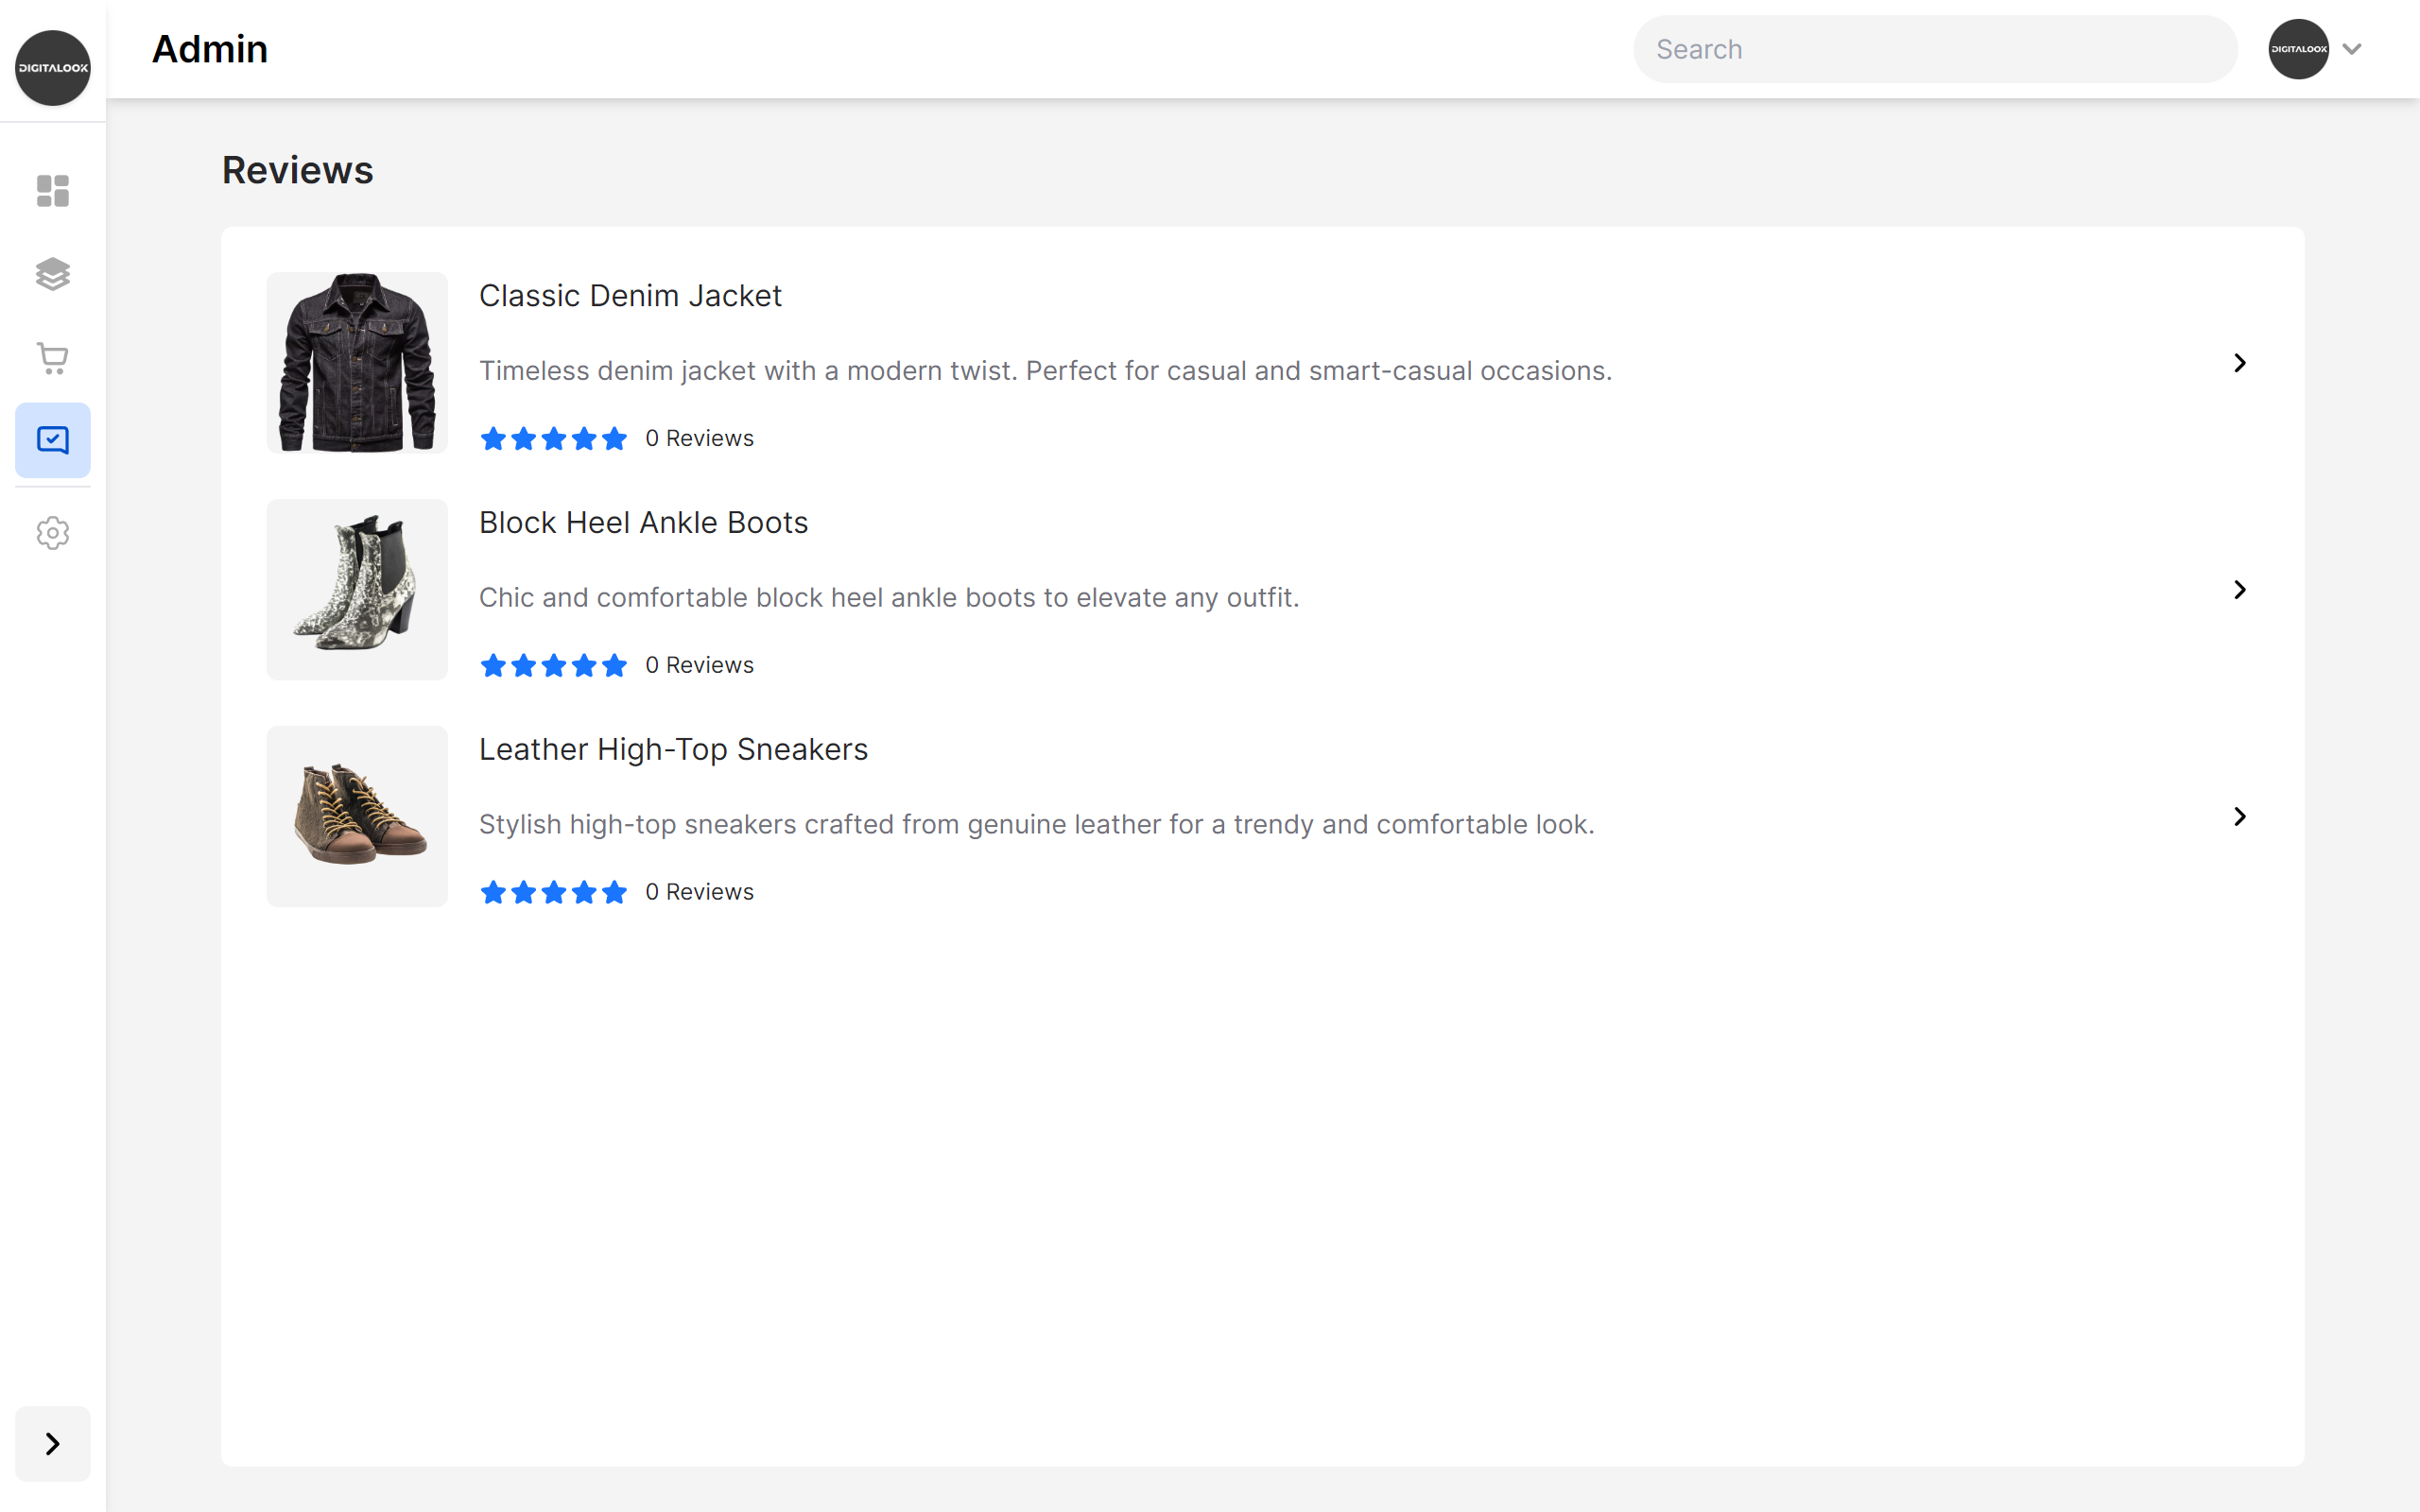 DIGITALOOK
Admin
Search
DIGITALOOK
Reviews
Classic Denim Jacket
Timeless denim jacket with a modern twist. Perfect for casual and smart-casual occasions.
0 Reviews
Block Heel Ankle Boots
Chic and comfortable block heel ankle boots to elevate any outfit.
0 Reviews
Leather High-Top Sneakers
Stylish high-top sneakers crafted from genuine leather for a trendy and comfortable look.
0 Reviews